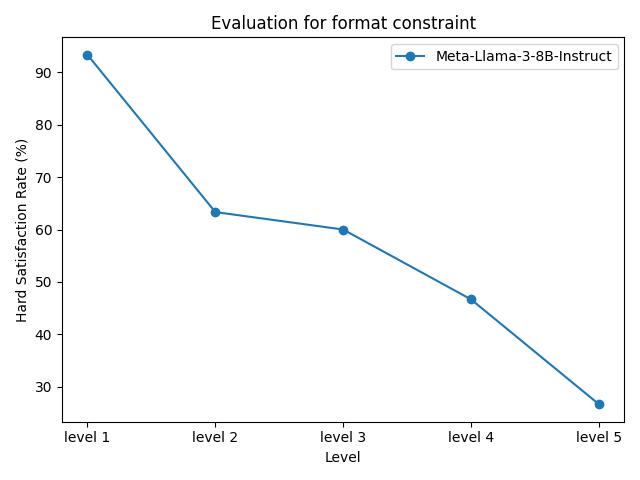 Evaluation for format constraint
Meta-Llama-3-8B-Instruct
Hard Satisfaction Rate (%)
90
80
70
60
50
40
30
level 1 level 2 level 3 level 4 level 5
Level